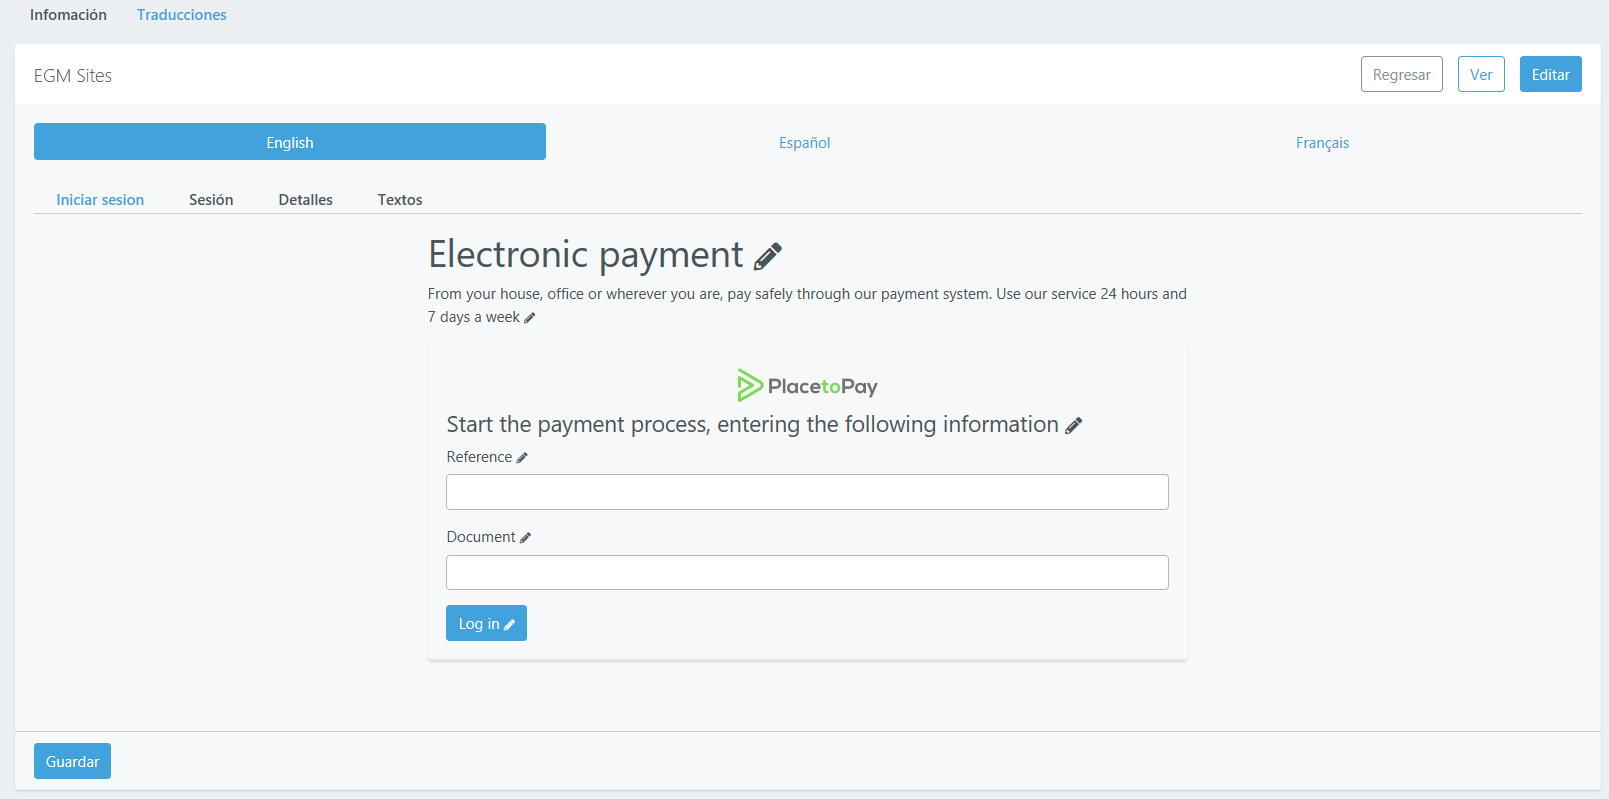 Infomación Traducciones
EGM Sites Regresar Ver Editar
English Español Français
Iniciar sesion Sesión Detalles Textos
Electronic payment
From your house, office or wherever you are, pay safely through our payment system. Use our service 24 hours and
7 days a week
PlacetoPay
Start the payment process, entering the following information
Reference
Document
Log in
Guardar